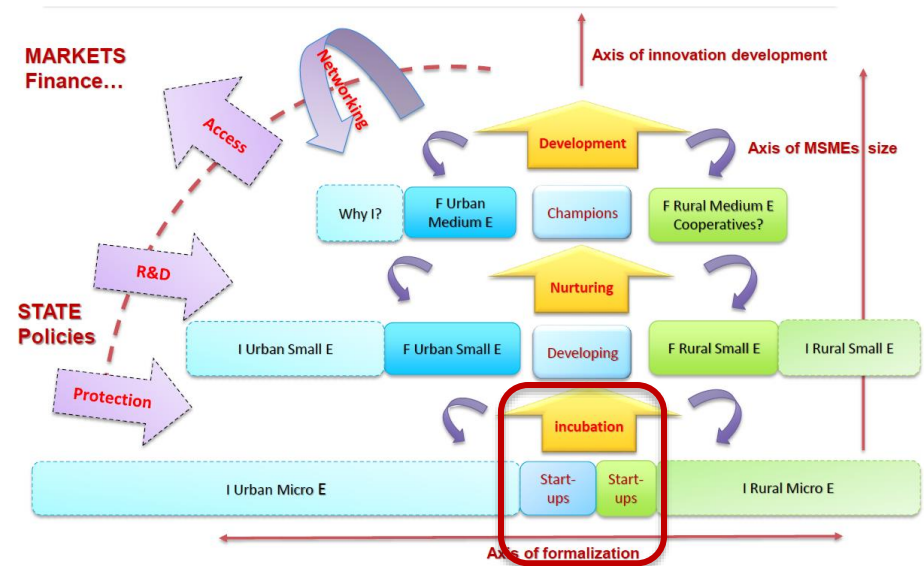 MARKETS
Finance…
Networking
Axis of innovation development
Access
Development
Axis of MSMEs size
Why I?
F Urban
Medium E
Champions
F Rural Medium E
Cooperatives?
R&D
Nurturing
STATE
Policies
I Urban Small E
F Urban Small E
Developing
F Rural Small E
I Rural Small E
Protection
incubation
I Urban Micro E
Start-
ups
Start-
ups
I Rural Micro E
Axis of formalization